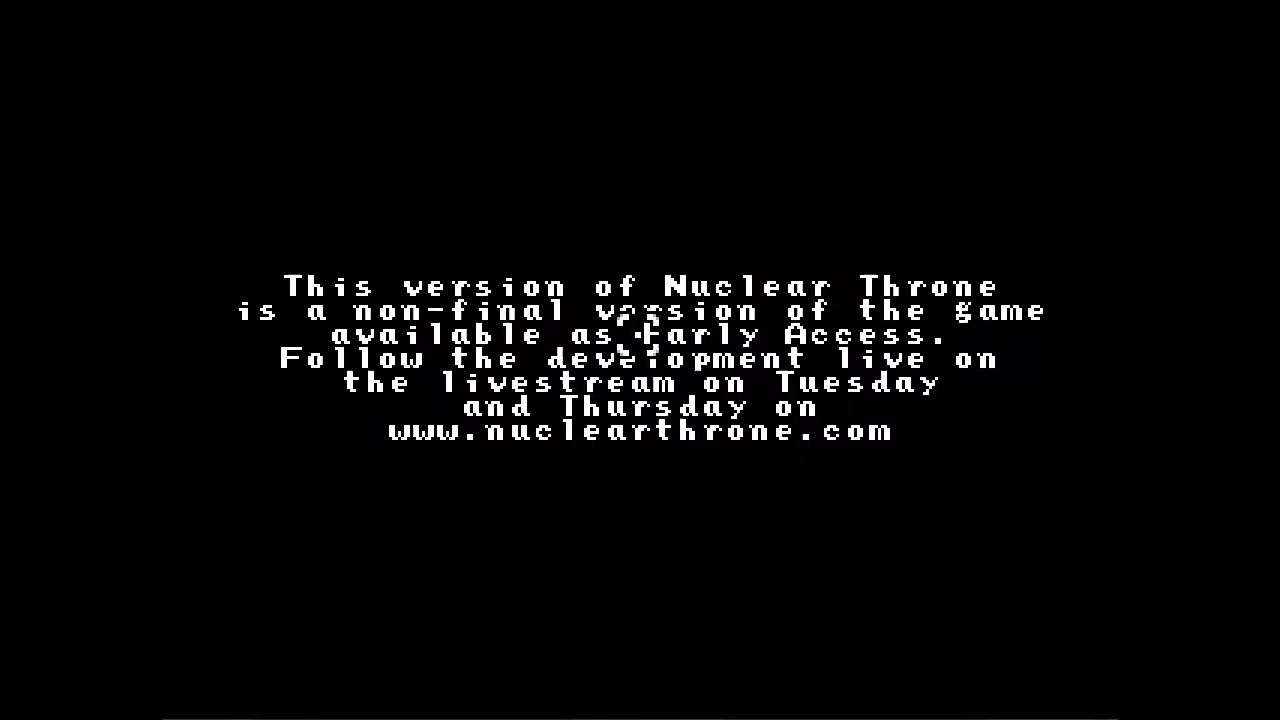 This version of Nuclear Throne
is a non-final version of the game
available as Early Access.
Follow the development live on
the livestream on Tuesday
and Thursday on
www.nuclearthrone.com